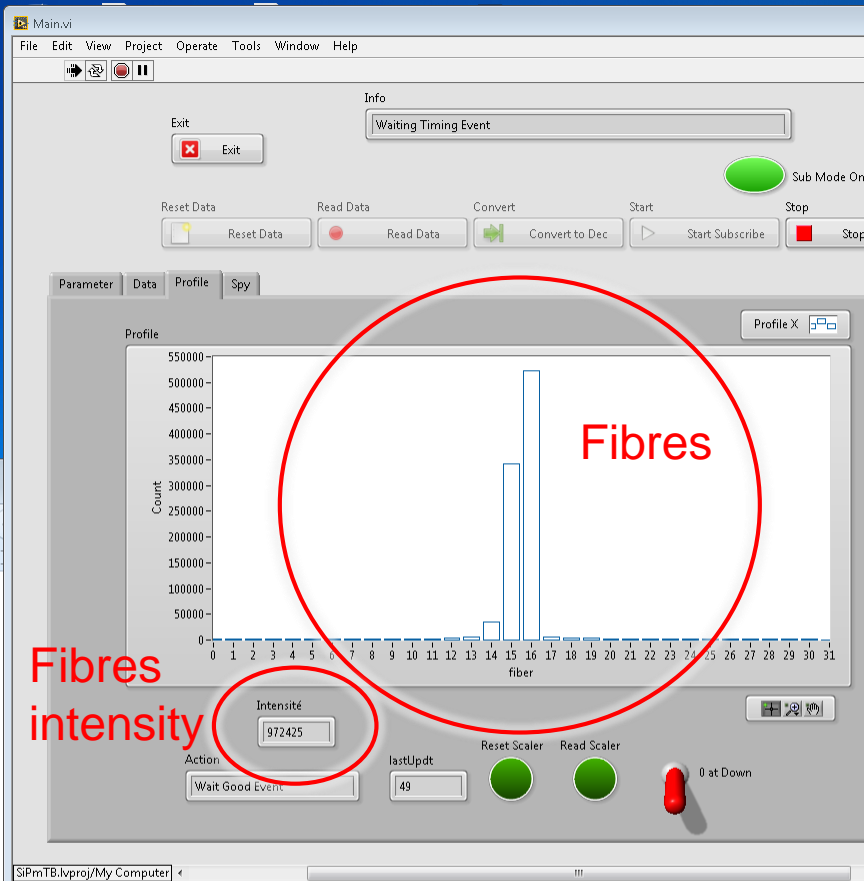 Main.vi
File Edit View Project Operate Tools Window Help
Info
Waiting Timing Event
Exit
Exit
Sub Mode On
Reset Data Read Data Convert Start Stop
Reset Data Read Data Convert to Dec Start Subscribe Stop
Parameter Data Profile Spy
Profile X
Profile
550000
500000
450000
400000
350000
300000
250000
200000
150000
100000
50000
0
Count
0 1 2 3 4 5 6 7 8 9 10 11 12 13 14 15 16 17 18 19 20 21 22 23 24 25 26 27 28 29 30 31
fiber
Fibres
Fibres
intensity
Intensité
972425
Action
Wait Good Event
lastUpdt
49
Reset Scaler Read Scaler
0 at Down
SiPmTB.lvproj/My Computer